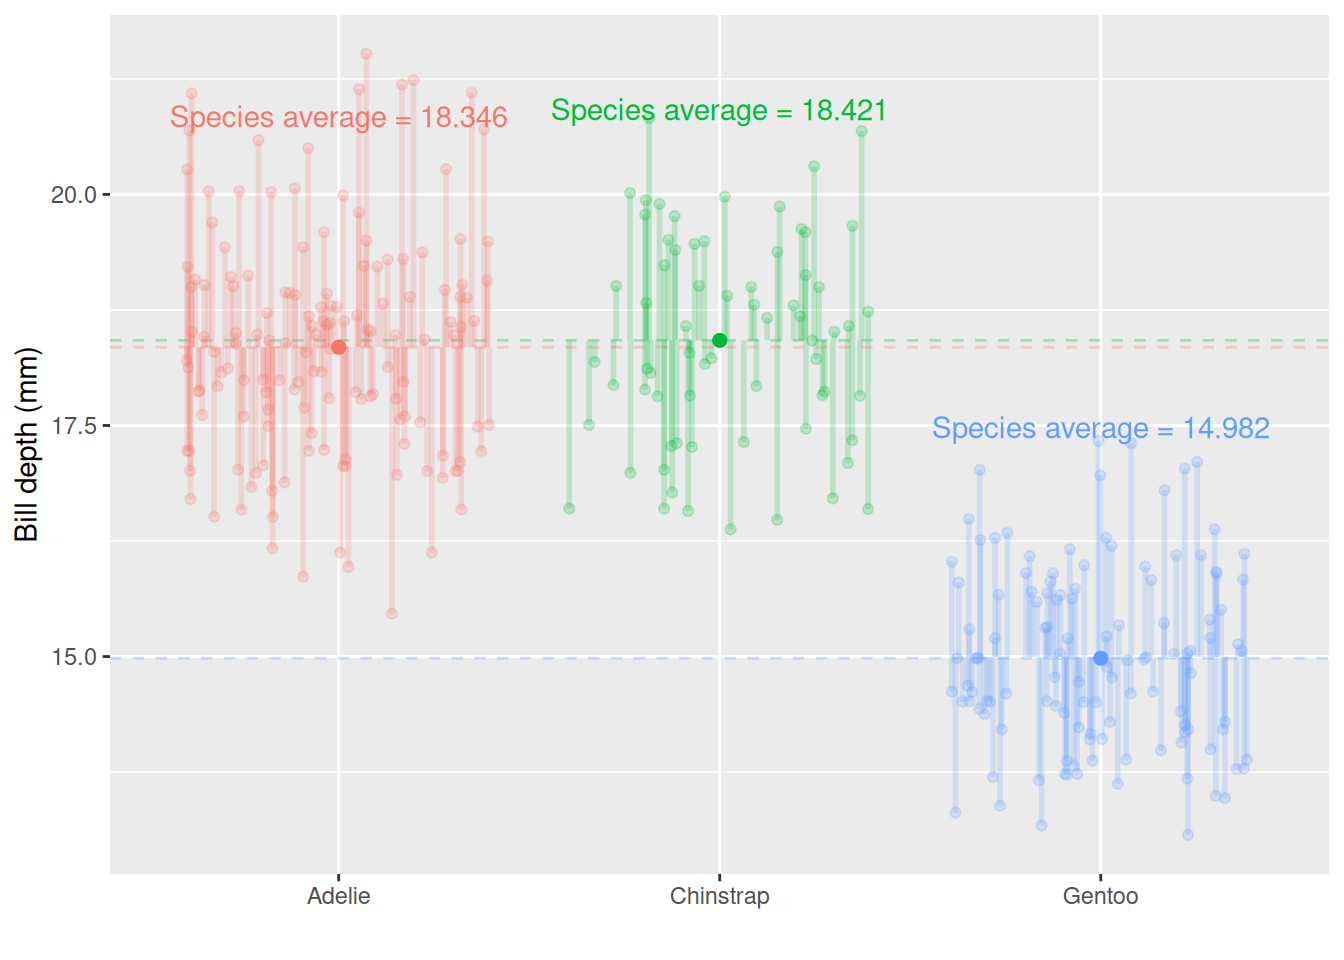 Species average = 18.346
Species average = 18.421
Species average = 14.982
20.0
17.5
15.0
Bill depth (mm)
Adelie
Chinstrap
Gentoo